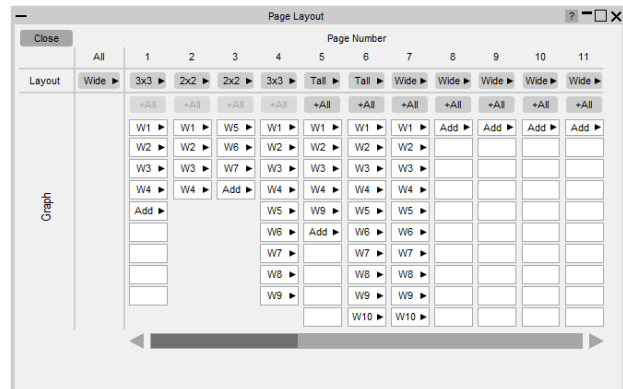 Page Layout ?
Close Page Number
All 1 2 3 4 5 6 7 8 9 10 11
Layout Wide 3x3 2x2 2x2 3x3 Tall Tall Wide Wide Wide Wide Wide
+All +All +All +All +All +All +All +All +All +All +All
W1 W1 W5 W1 W1 W1 W1 Add Add Add Add
W2 W2 W6 W2 W2 W2 W2
W3 W3 W7 W3 W3 W3 W3
W4 W4 Add W4 W4 W4 W4
Graph
Add W5 W9 W5 W5
W6 Add W6 W6
W7 W7 W7
W8 W8 W8
W9 W9 W9
W10 W10